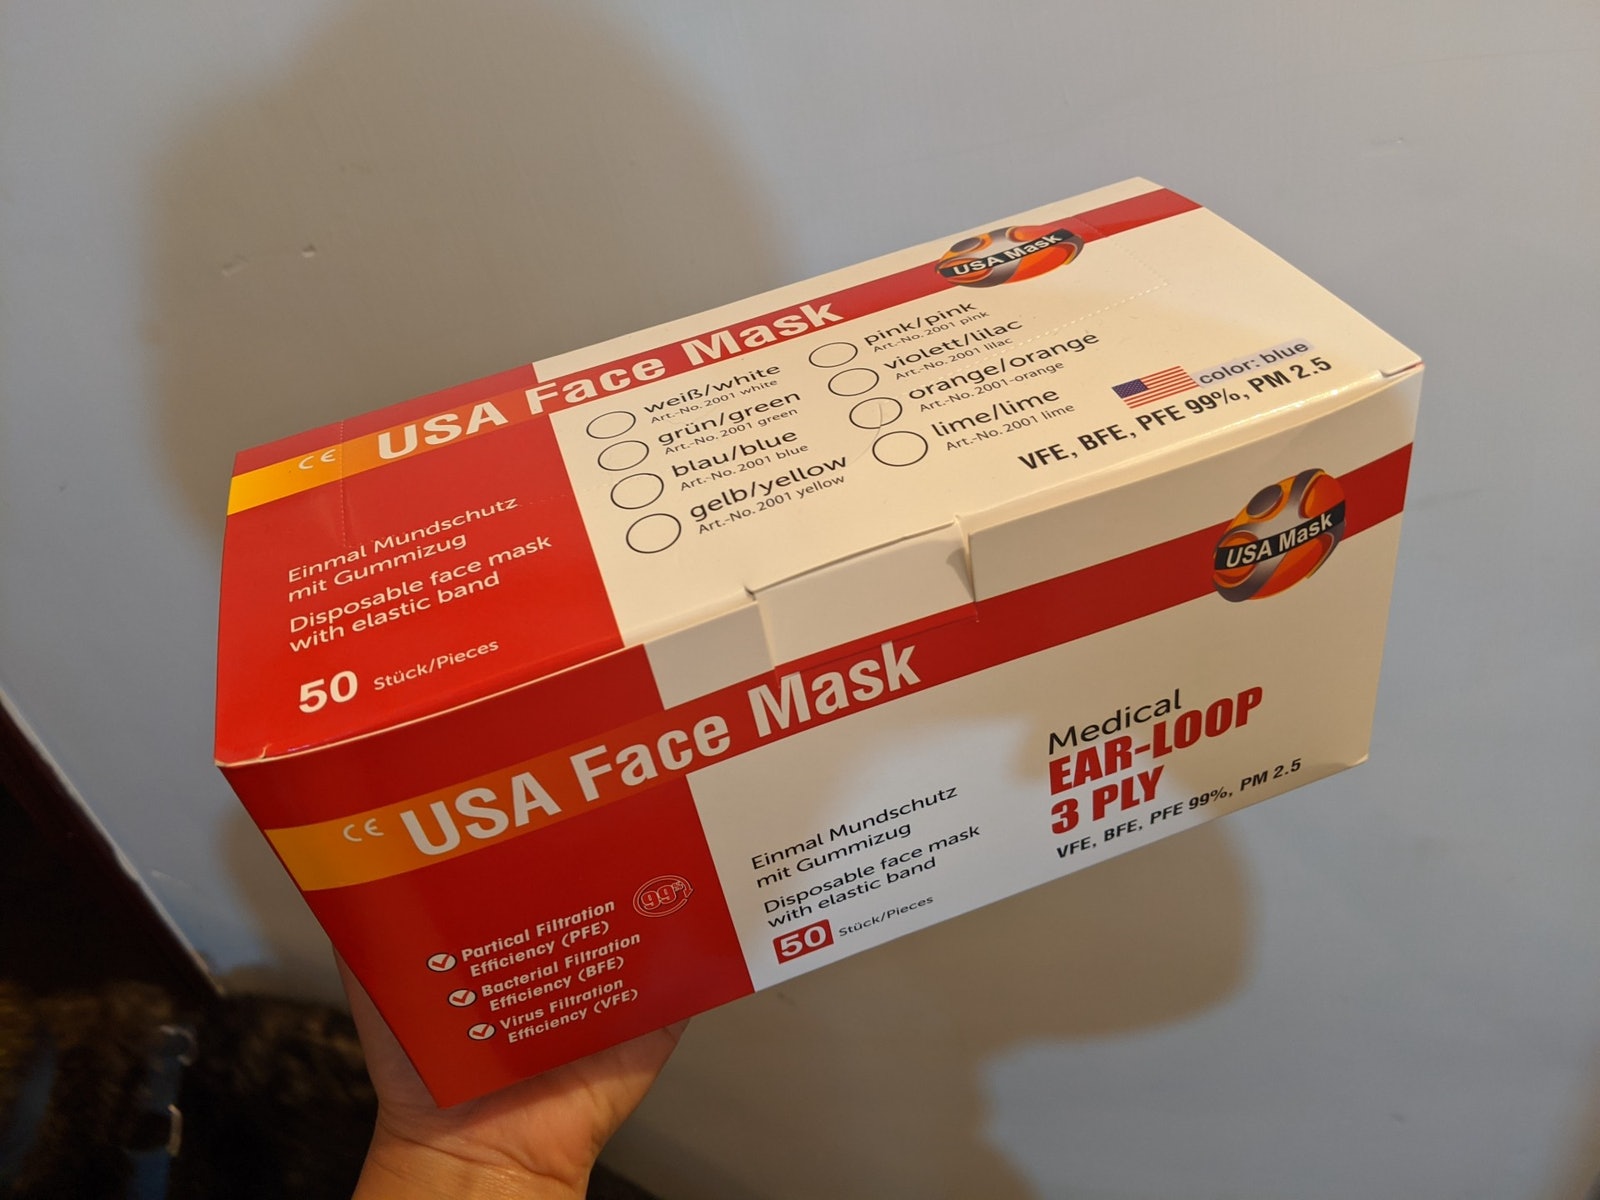 USA Mask
CE USA Face Mask
weiß/white
Art.-No. 2001 white
grün/green
Art.-No. 2001 green
blau/blue
Art.-No. 2001 blue
gelb/yellow
Art.-No. 2001 yellow
pink/pink
Art.-No. 2001 pink
violett/lilac
Art.-No. 2001 lilac
orange/orange
Art.-No. 2001-orange
lime/lime
Art.-No. 2001 lime
color: blue
VFE, BFE, PFE 99%, PM 2.5
Einmal Mundschutz
mit Gummizug
Disposable face mask
with elastic band
50 Stück/Pieces
USA Mask
CE USA Face Mask
Medical
EAR-LOOP
3 PLY
VFE, BFE, PFE 99%, PM 2.5
Einmal Mundschutz
mit Gummizug
Disposable face mask
with elastic band
50 Stück/Pieces
99%
Partical Filtration
Efficiency (PFE)
Bacterial Filtration
Efficiency (BFE)
Virus Filtration
Efficiency (VFE)